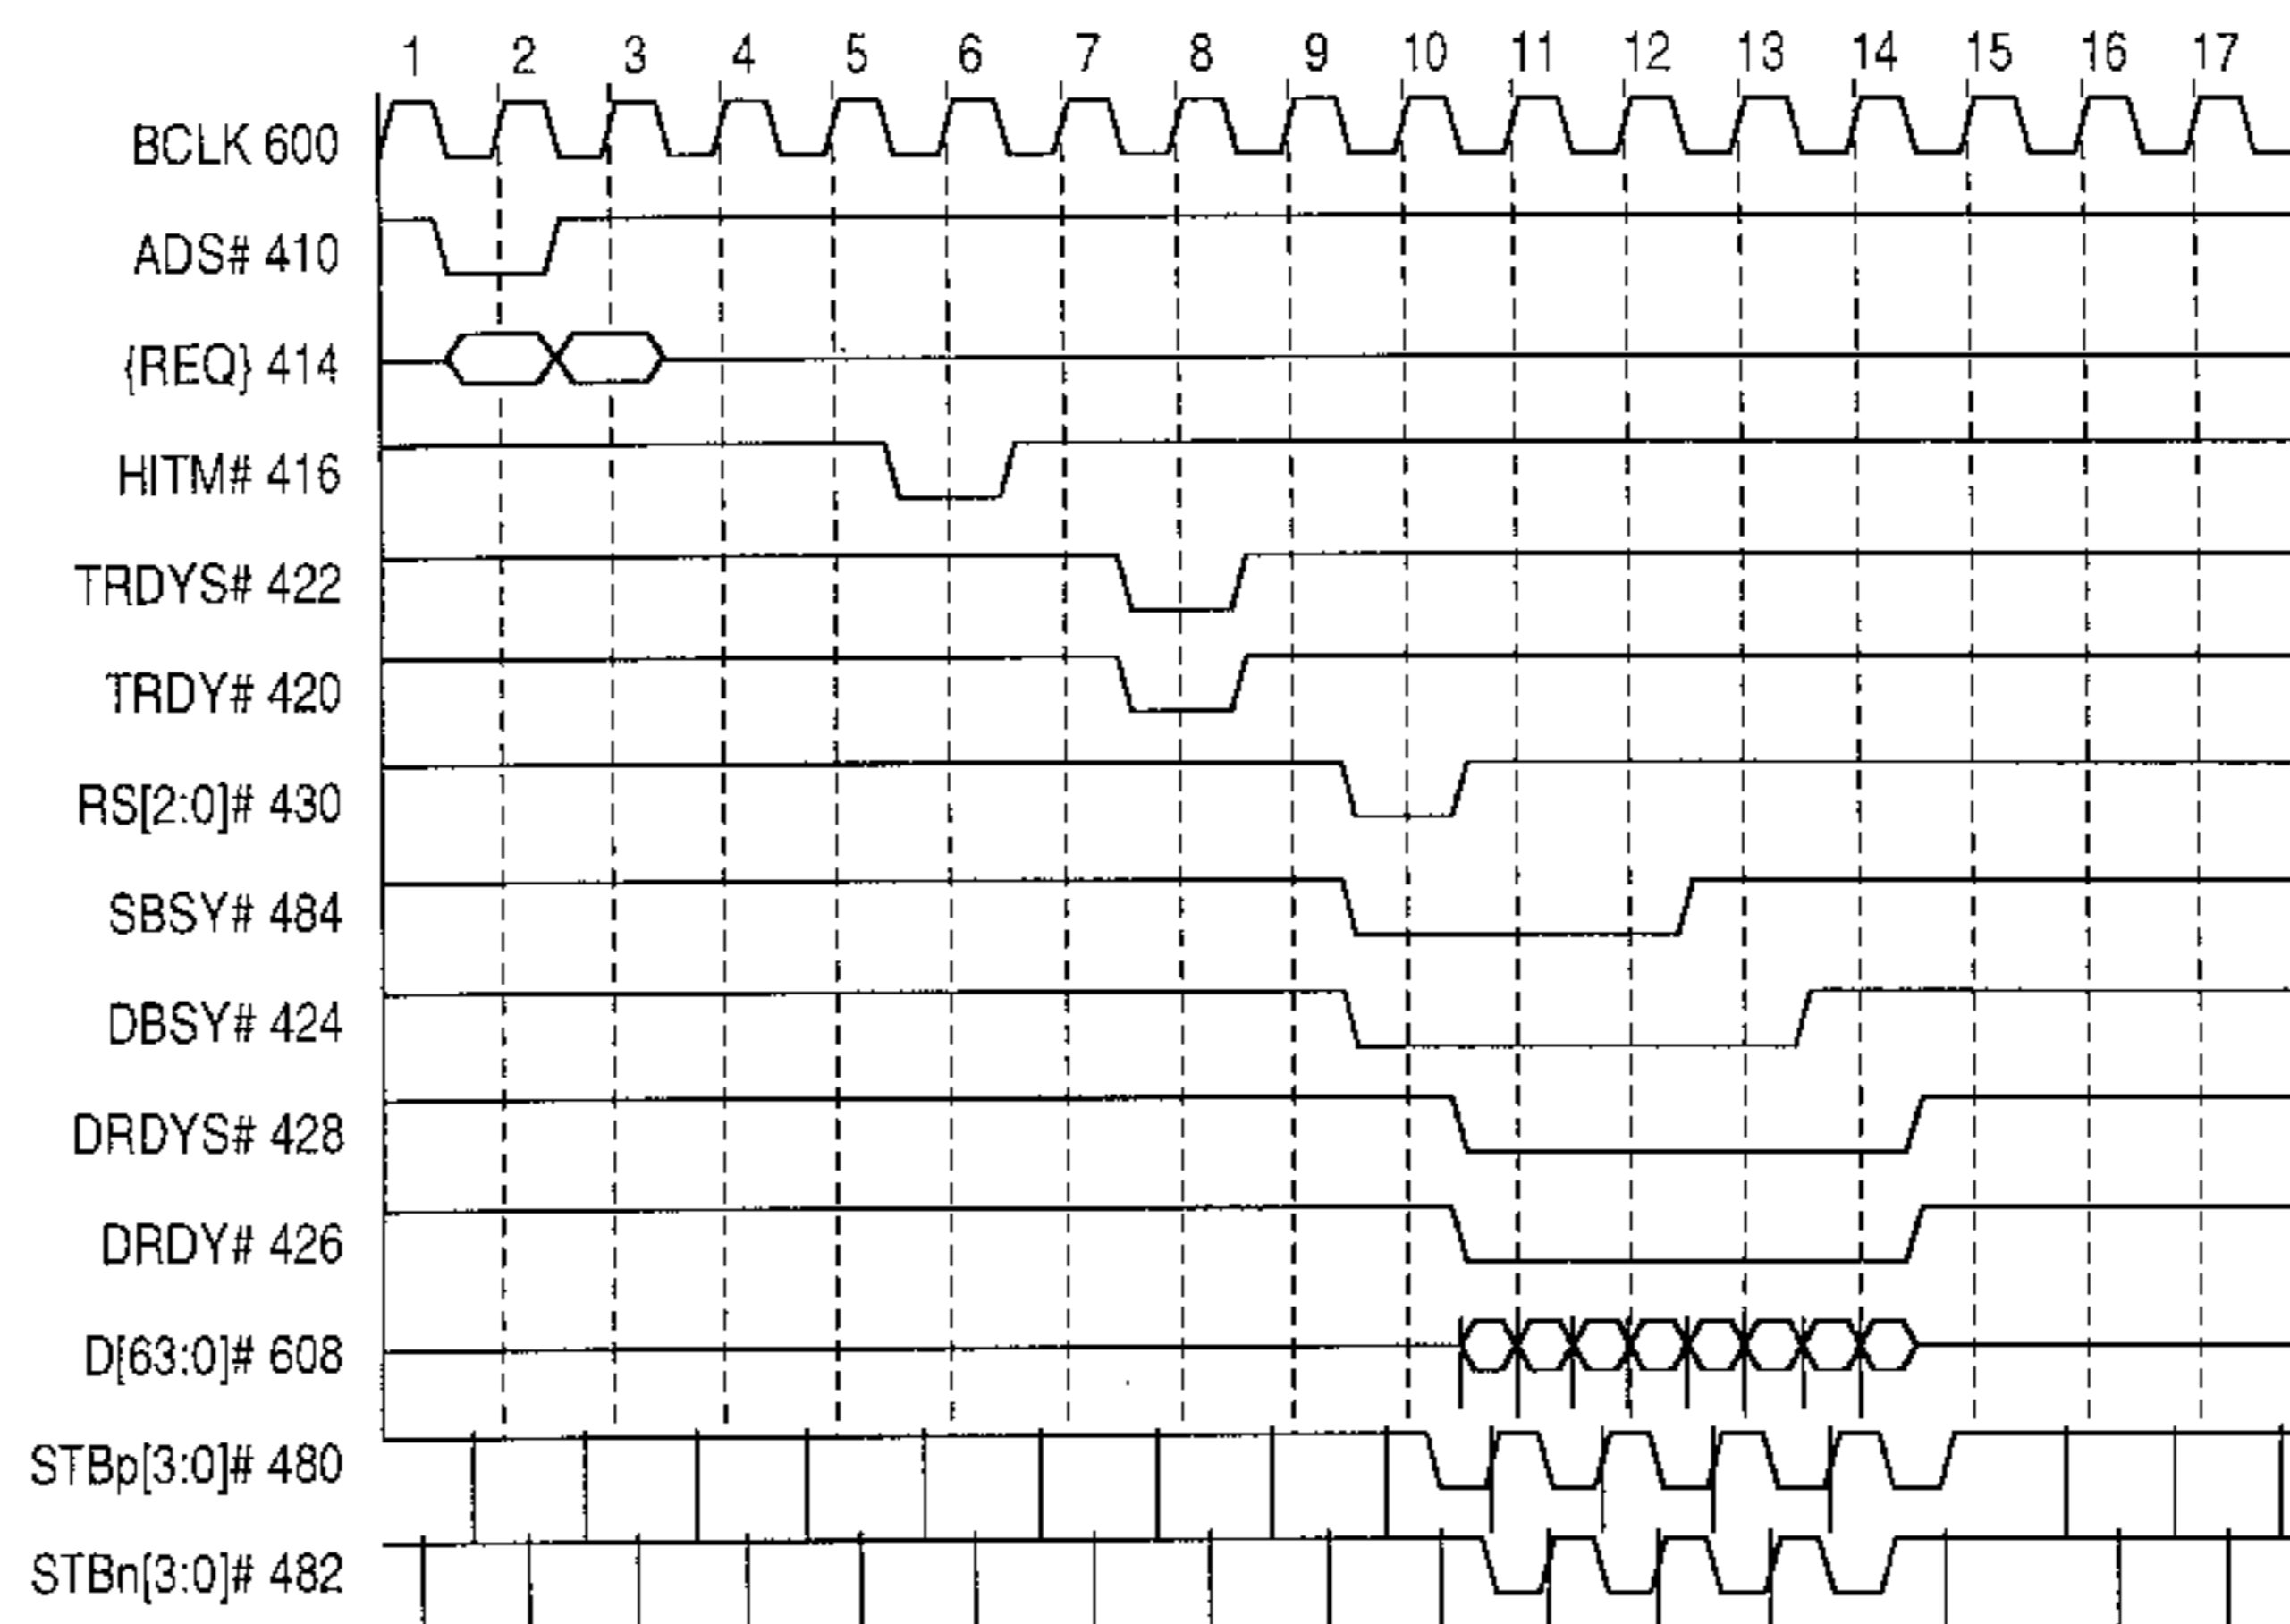 1 2 3 4 5 6 7 8 9 10 11 12 13 14 15 16 17
BCLK 600
ADS# 410
{REQ} 414
HITM# 416
TRDYS# 422
TRDY# 420
RS[2:0]# 430
SBSY# 484
DBSY# 424
DRDYS# 428
DRDY# 426
D[63:0]# 608
STBp[3:0]# 480
STBn[3:0]# 482